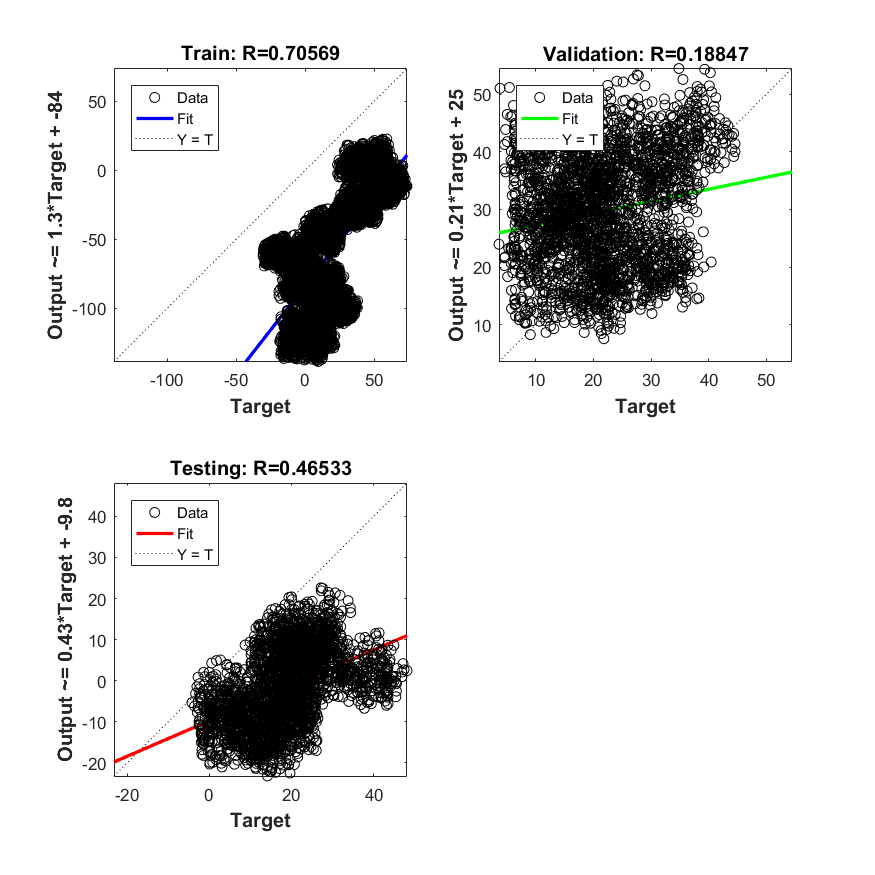 Train: R=0.70569
Output ~= 1.3*Target + -84
50
0
-50
-100
Data
Fit
Y = T
-100
-50
0
50
Target
Validation: R=0.18847
Output ~= 0.21*Target + 25
50
40
30
20
10
Data
Fit
Y = T
10
20
30
40
50
Target
Testing: R=0.46533
Output ~= 0.43*Target + -9.8
40
30
20
10
0
-10
-20
Data
Fit
Y = T
-20
0
20
40
Target